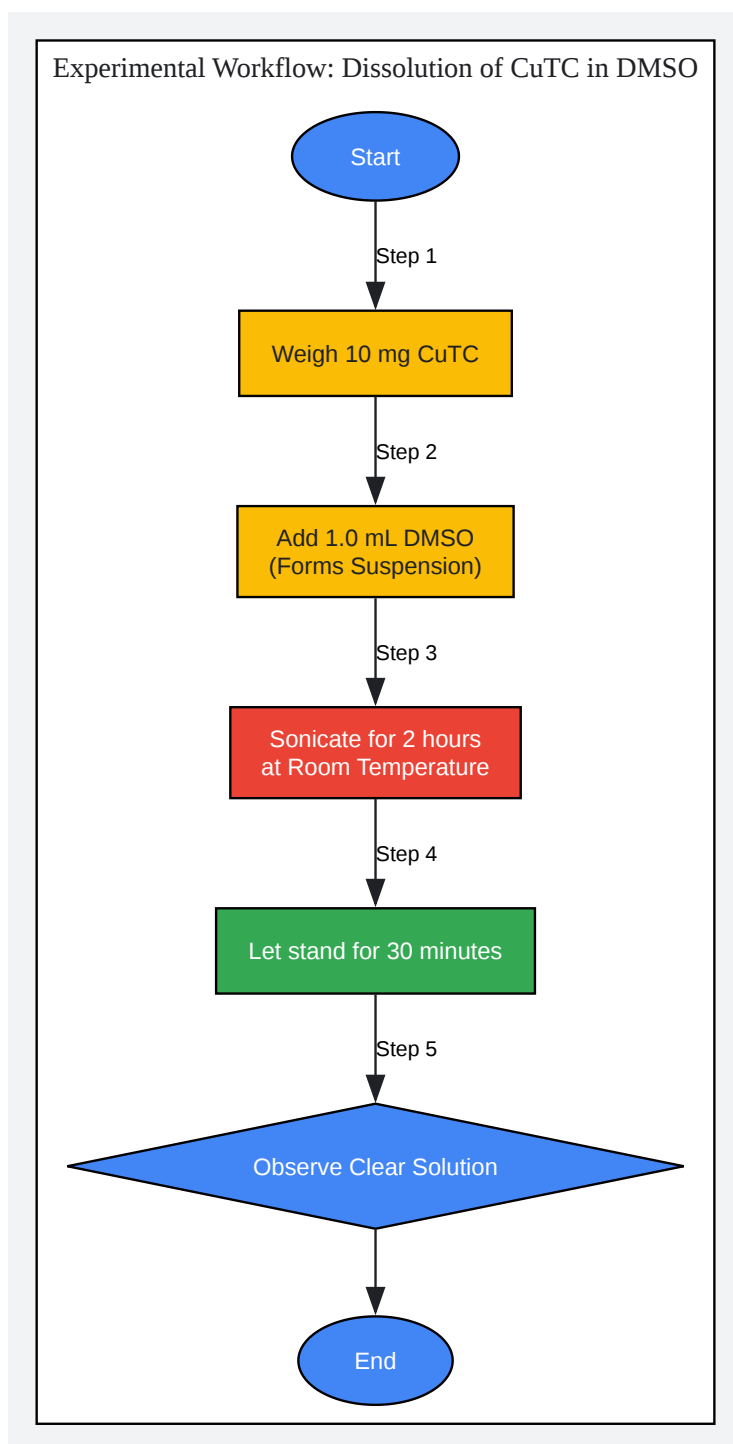 Experimental Workflow: Dissolution of CuTC in DMSO
Start
Step 1
Weigh 10 mg CuTC
Step 2
Add 1.0 mL DMSO
(Forms Suspension)
Step 3
Sonicate for 2 hours
at Room Temperature
Step 4
Let stand for 30 minutes
Step 5
Observe Clear Solution
End